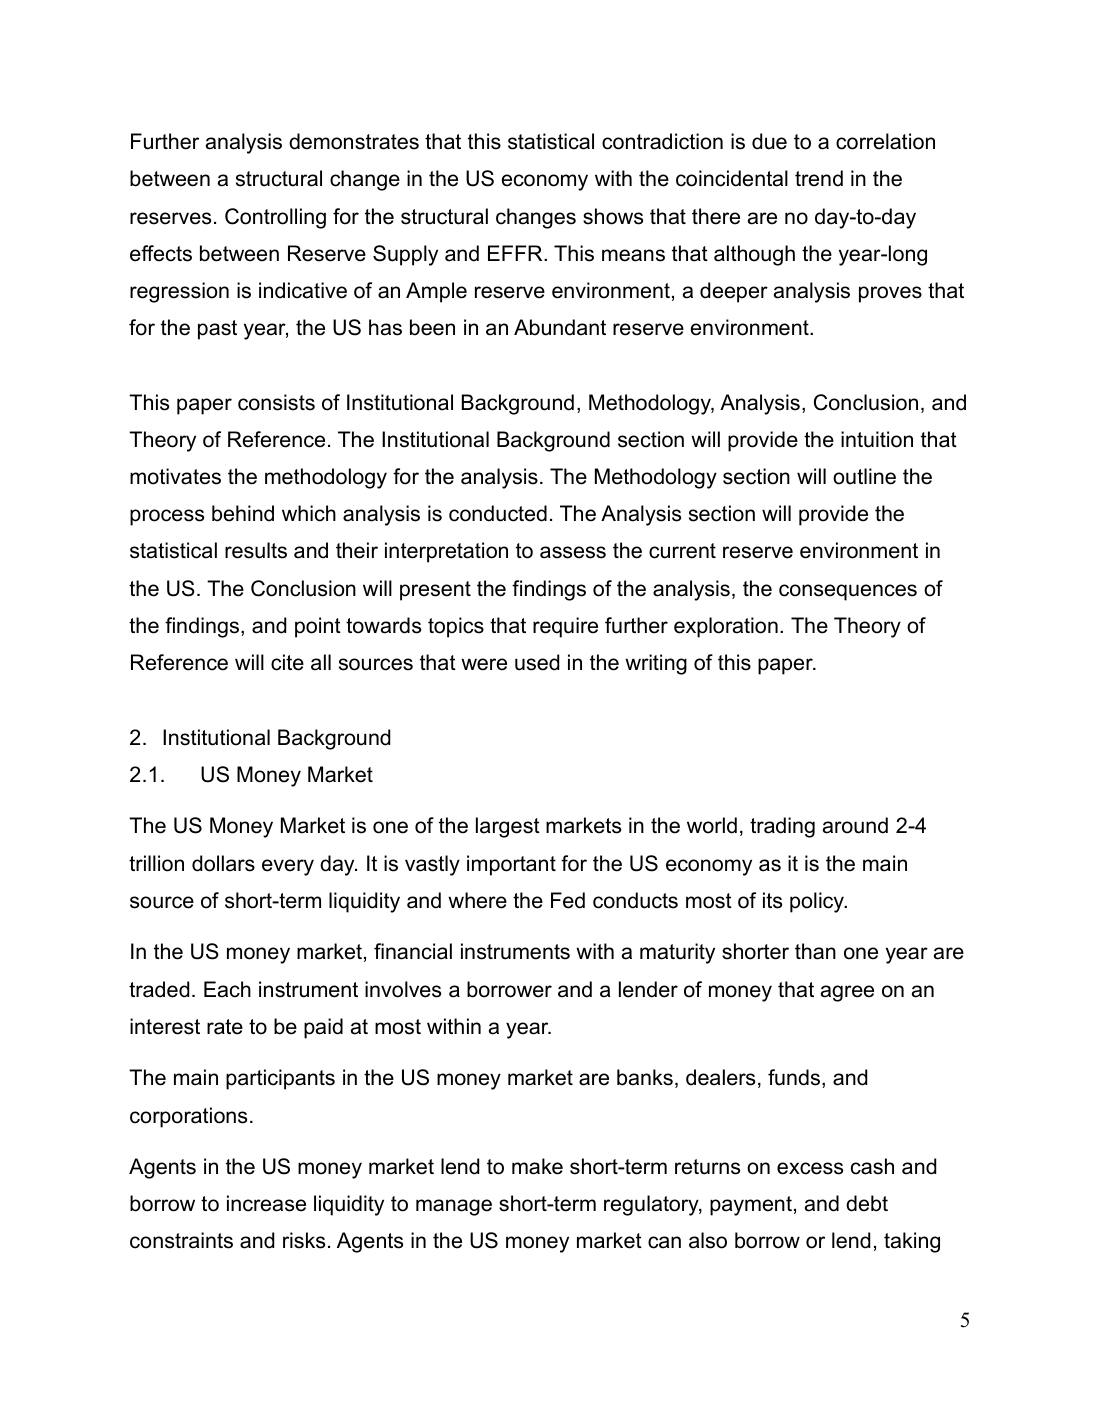 Further analysis demonstrates that this statistical contradiction is due to a correlation
between a structural change in the US economy with the coincidental trend in the
reserves. Controlling for the structural changes shows that there are no day-to-day
effects between Reserve Supply and EFFR. This means that although the year-long
regression is indicative of an Ample reserve environment, a deeper analysis proves that
for the past year, the US has been in an Abundant reserve environment.
This paper consists of Institutional Background, Methodology, Analysis, Conclusion, and
Theory of Reference. The Institutional Background section will provide the intuition that
motivates the methodology for the analysis. The Methodology section will outline the
process behind which analysis is conducted. The Analysis section will provide the
statistical results and their interpretation to assess the current reserve environment in
the US. The Conclusion will present the findings of the analysis, the consequences of
the findings, and point towards topics that require further exploration. The Theory of
Reference will cite all sources that were used in the writing of this paper.
2. Institutional Background
2.1. US Money Market
The US Money Market is one of the largest markets in the world, trading around 2-4
trillion dollars every day. It is vastly important for the US economy as it is the main
source of short-term liquidity and where the Fed conducts most of its policy.
In the US money market, financial instruments with a maturity shorter than one year are
traded. Each instrument involves a borrower and a lender of money that agree on an
interest rate to be paid at most within a year.
The main participants in the US money market are banks, dealers, funds, and
corporations.
Agents in the US money market lend to make short-term returns on excess cash and
borrow to increase liquidity to manage short-term regulatory, payment, and debt
constraints and risks. Agents in the US money market can also borrow or lend, taking
5